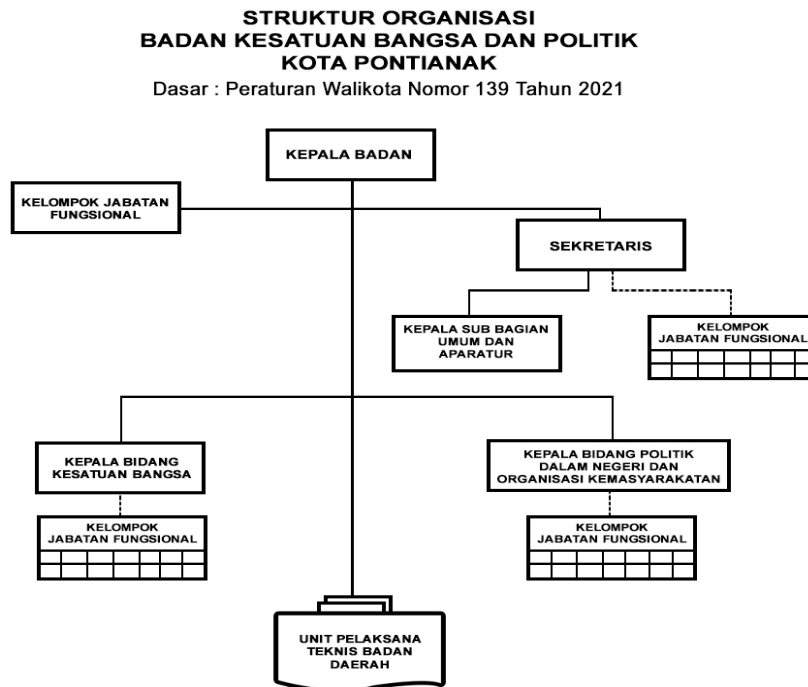 STRUKTUR ORGANISASI
BADAN KESATUAN BANGSA DAN POLITIK
KOTA PONTIANAK
Dasar : Peraturan Walikota Nomor 139 Tahun 2021
KEPALA BADAN
KELOMPOK JABATAN
FUNGSIONAL
SEKRETARIS
KEPALA SUB BAGIAN
UMUM DAN
APARATUR
KELOMPOK
JABATAN FUNGSIONAL
KEPALA BIDANG
KESATUAN BANGSA
KEPALA BIDANG POLITIK
DALAM NEGERI DAN
ORGANISASI KEMASYARAKATAN
KELOMPOK
JABATAN FUNGSIONAL
KELOMPOK
JABATAN FUNGSIONAL
UNIT PELAKSANA
TEKNIS BADAN
DAERAH